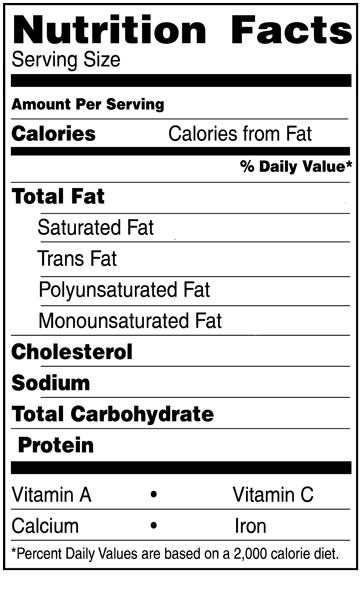 Nutrition Facts
Serving Size
Amount Per Serving
Calories Calories from Fat
% Daily Value*
Total Fat
Saturated Fat
Trans Fat
Polyunsaturated Fat
Monounsaturated Fat
Cholesterol
Sodium
Total Carbohydrate
Protein
Vitamin A • Vitamin C
Calcium • Iron
*Percent Daily Values are based on a 2,000 calorie diet.